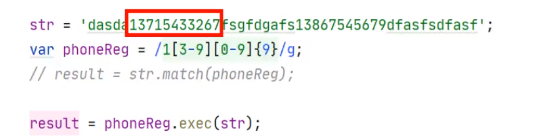 str = 'dasda13715433267fsgfdgafs13867545679dfasfsdfasf';
var phoneReg = /1[3-9][0-9]{9}/g;
// result = str.match(phoneReg);
result = phoneReg.exec(str);